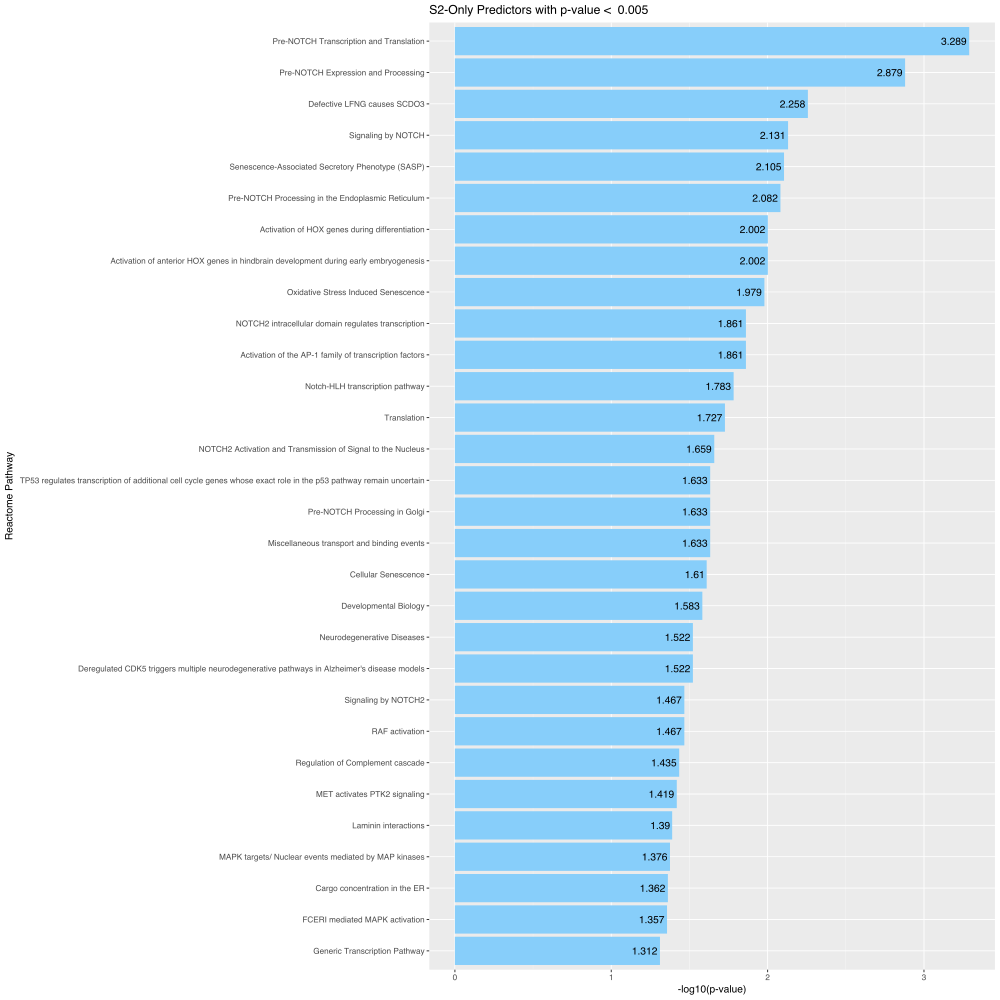 S2-Only Predictors with p-value < 0.005
Reactome Pathway
Pre-NOTCH Transcription and Translation 3.289
Pre-NOTCH Expression and Processing 2.879
Defective LFNG causes SCDO3 2.258
Signaling by NOTCH 2.131
Senescence-Associated Secretory Phenotype (SASP) 2.105
Pre-NOTCH Processing in the Endoplasmic Reticulum 2.082
Activation of HOX genes during differentiation 2.002
Activation of anterior HOX genes in hindbrain development during early embryogenesis 2.002
Oxidative Stress Induced Senescence 1.979
NOTCH2 intracellular domain regulates transcription 1.861
Activation of the AP-1 family of transcription factors 1.861
Notch-HLH transcription pathway 1.783
Translation 1.727
NOTCH2 Activation and Transmission of Signal to the Nucleus 1.659
TP53 regulates transcription of additional cell cycle genes whose exact role in the p53 pathway remain uncertain 1.633
Pre-NOTCH Processing in Golgi 1.633
Miscellaneous transport and binding events 1.633
Cellular Senescence 1.61
Developmental Biology 1.583
Neurodegenerative Diseases 1.522
Deregulated CDK5 triggers multiple neurodegenerative pathways in Alzheimer's disease models 1.522
Signaling by NOTCH2 1.467
RAF activation 1.467
Regulation of Complement cascade 1.435
MET activates PTK2 signaling 1.419
Laminin interactions 1.39
MAPK targets/ Nuclear events mediated by MAP kinases 1.376
Cargo concentration in the ER 1.362
FCERI mediated MAPK activation 1.357
Generic Transcription Pathway 1.312
0 1 2 3
-log10(p-value)